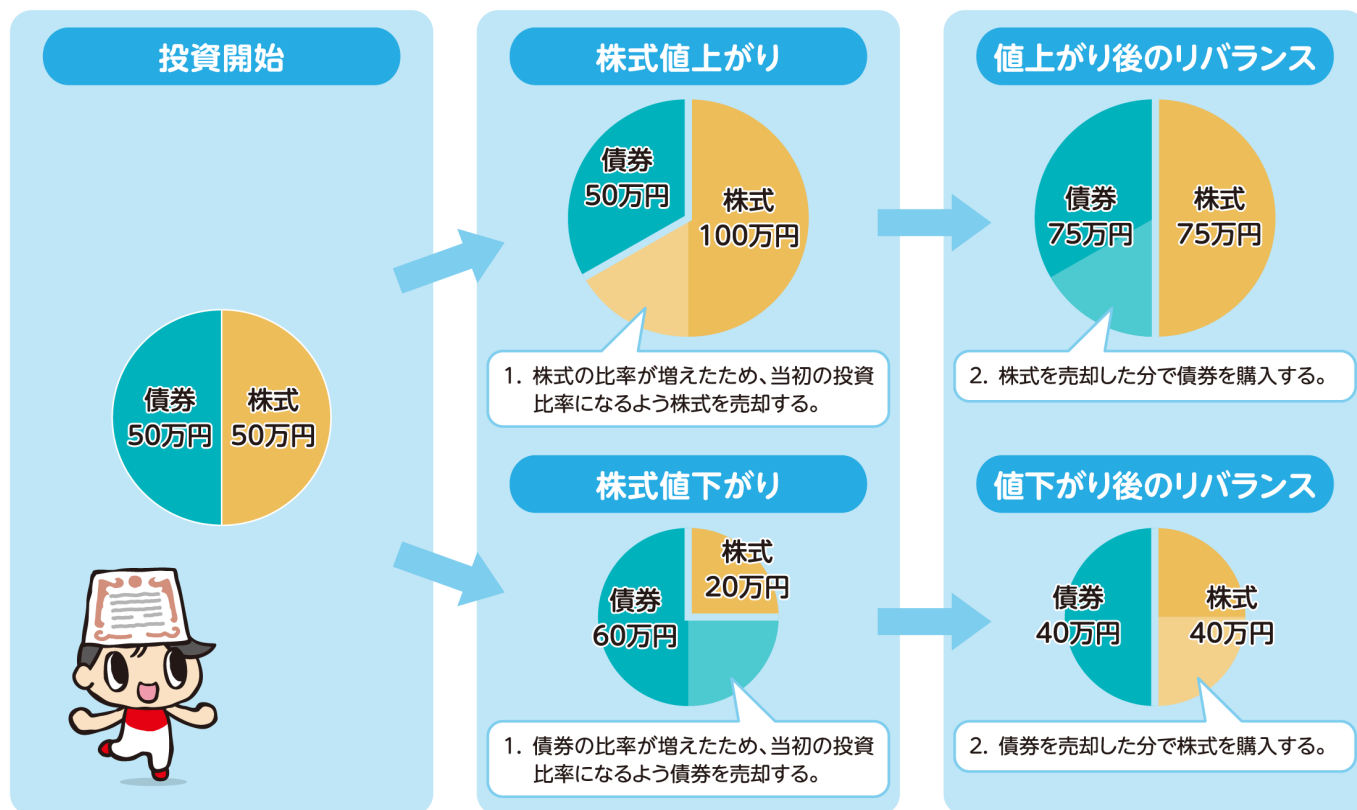 投資開始
債券
50万円
株式
50万円
株式値上がり
債券
50万円
株式
100万円
1. 株式の比率が増えたため、当初の投資
比率になるよう株式を売却する。
値上がり後のリバランス
債券
75万円
株式
75万円
2. 株式を売却した分で債券を購入する。
株式値下がり
株式
20万円
債券
60万円
1. 債券の比率が増えたため、当初の投資
比率になるよう債券を売却する。
値下がり後のリバランス
債券
40万円
株式
40万円
2. 債券を売却した分で株式を購入する。